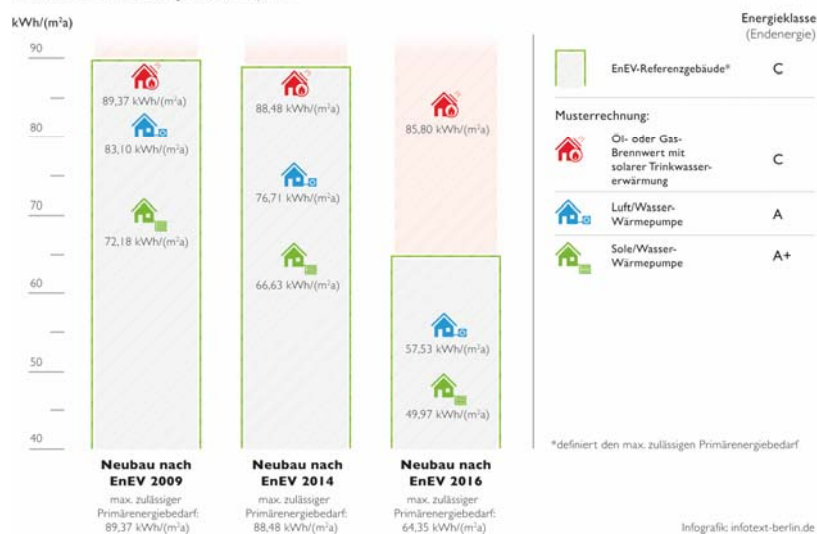 kWh/(m²a)
90
80
70
60
50
40
89,37 kWh/(m²a)
83,10 kWh/(m²a)
72,18 kWh/(m²a)
88,48 kWh/(m²a)
76,71 kWh/(m²a)
66,63 kWh/(m²a)
85,80 kWh/(m²a)
57,53 kWh/(m²a)
49,97 kWh/(m²a)
Neubau nach
EnEV 2009
max. zulässiger
Primärenergiebedarf:
89,37 kWh/(m²a)
Neubau nach
EnEV 2014
max. zulässiger
Primärenergiebedarf:
88,48 kWh/(m²a)
Neubau nach
EnEV 2016
max. zulässiger
Primärenergiebedarf:
64,35 kWh/(m²a)
Energieklasse
(Endenergie)
EnEV-Referenzgebäude* C
Musterrechnung:
Öl- oder Gas-
Brennwert mit
solarer Trinkwasser-
erwärmung
C
Luft/Wasser-
Wärmepumpe
A
Sole/Wasser-
Wärmepumpe
A+
*definiert den max. zulässigen Primärenergiebedarf
Infografik: infotext-berlin.de